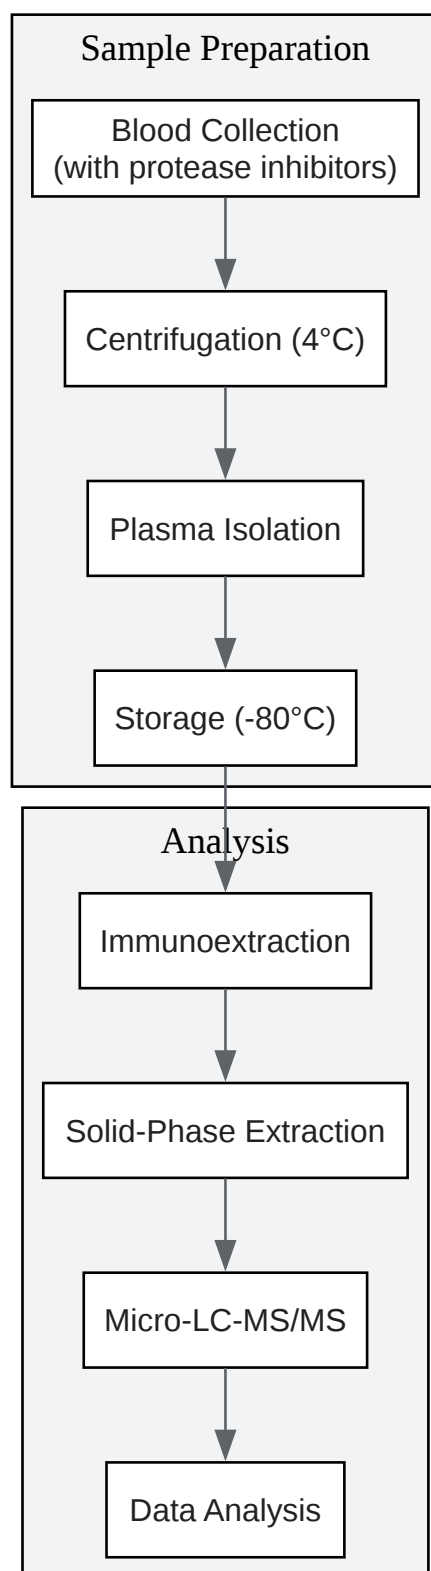 Sample Preparation
Blood Collection
(with protease inhibitors)
Centrifugation (4°C)
Plasma Isolation
Storage (-80°C)
Analysis
Immunoextraction
Solid-Phase Extraction
Micro-LC-MS/MS
Data Analysis